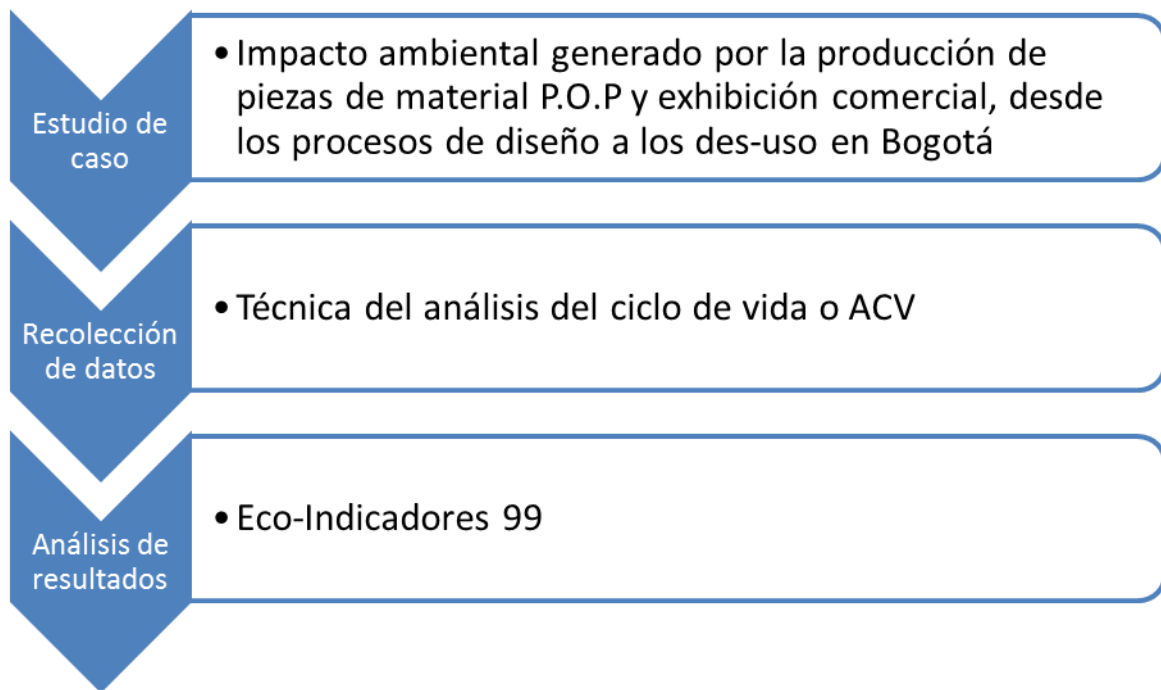 Estudio de
caso
• Impacto ambiental generado por la producción de
piezas de material P.O.P y exhibición comercial, desde
los procesos de diseño a los des-uso en Bogotá
Recolección
de datos
• Técnica del análisis del ciclo de vida o ACV
Análisis de
resultados
• Eco-Indicadores 99